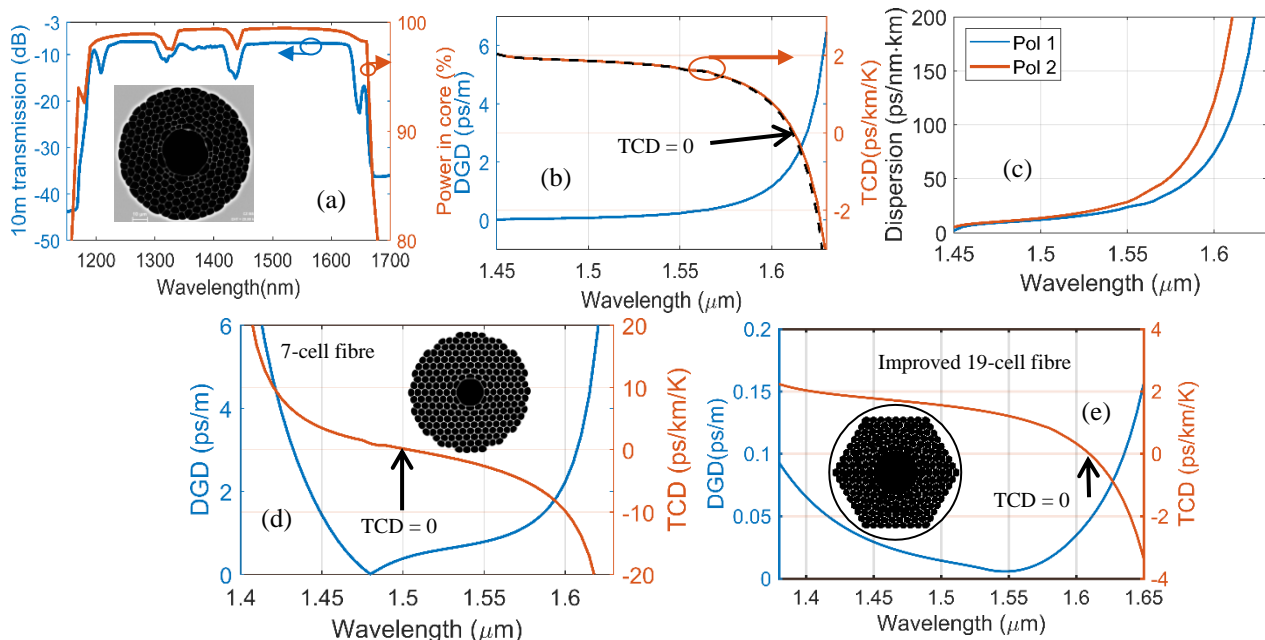 10m transmission (dB)
-3
-10
-20
-30
-40
-50
1200
1300
1400
1500
1600
1700
Wavelength(nm)
100
90
80
Power in core (%)
(a)
DGD (ps/m)
6
4
2
0
1.45
1.5
1.55
1.6
Wavelength (μm)
2
0
-2
TCD(ps/km/K)
TCD = 0
(b)
Dispersion (ps/nm·km)
200
150
100
50
0
1.45
1.5
1.55
1.6
Wavelength (μm)
Pol 1
Pol 2
(c)
DGD (ps/m)
6
4
2
0
1.4
1.45
1.5
1.55
1.6
Wavelength (μm)
20
10
0
-10
-20
TCD (ps/km/K)
7-cell fibre
TCD = 0
(d)
DGD(ps/m)
0.2
0.15
0.1
0.05
0
1.4
1.45
1.5
1.55
1.6
1.65
Wavelength (μm)
4
2
0
-2
-4
TCD (ps/km/K)
Improved 19-cell fibre
TCD = 0
(e)